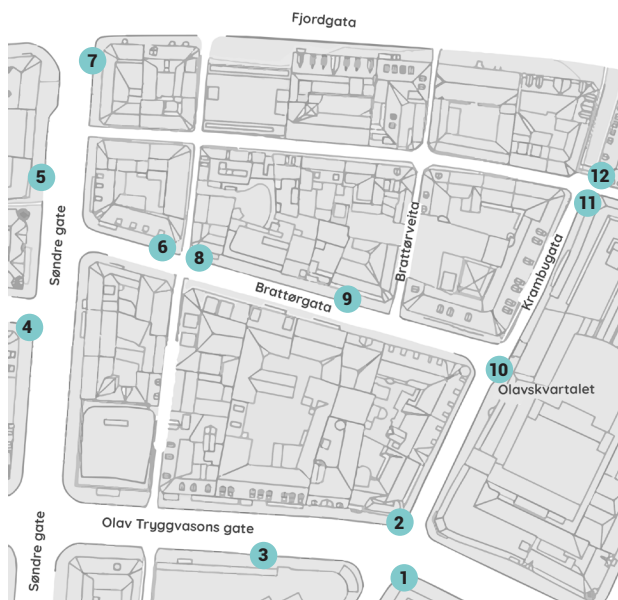 Fjordgata
7
5
12
11
Søndre gate
6
8
Brattørveita
Krambugata
Brattørgata
9
4
10
Olavskvartalet
Søndre gate
Olav Tryggvasons gate
2
3
1